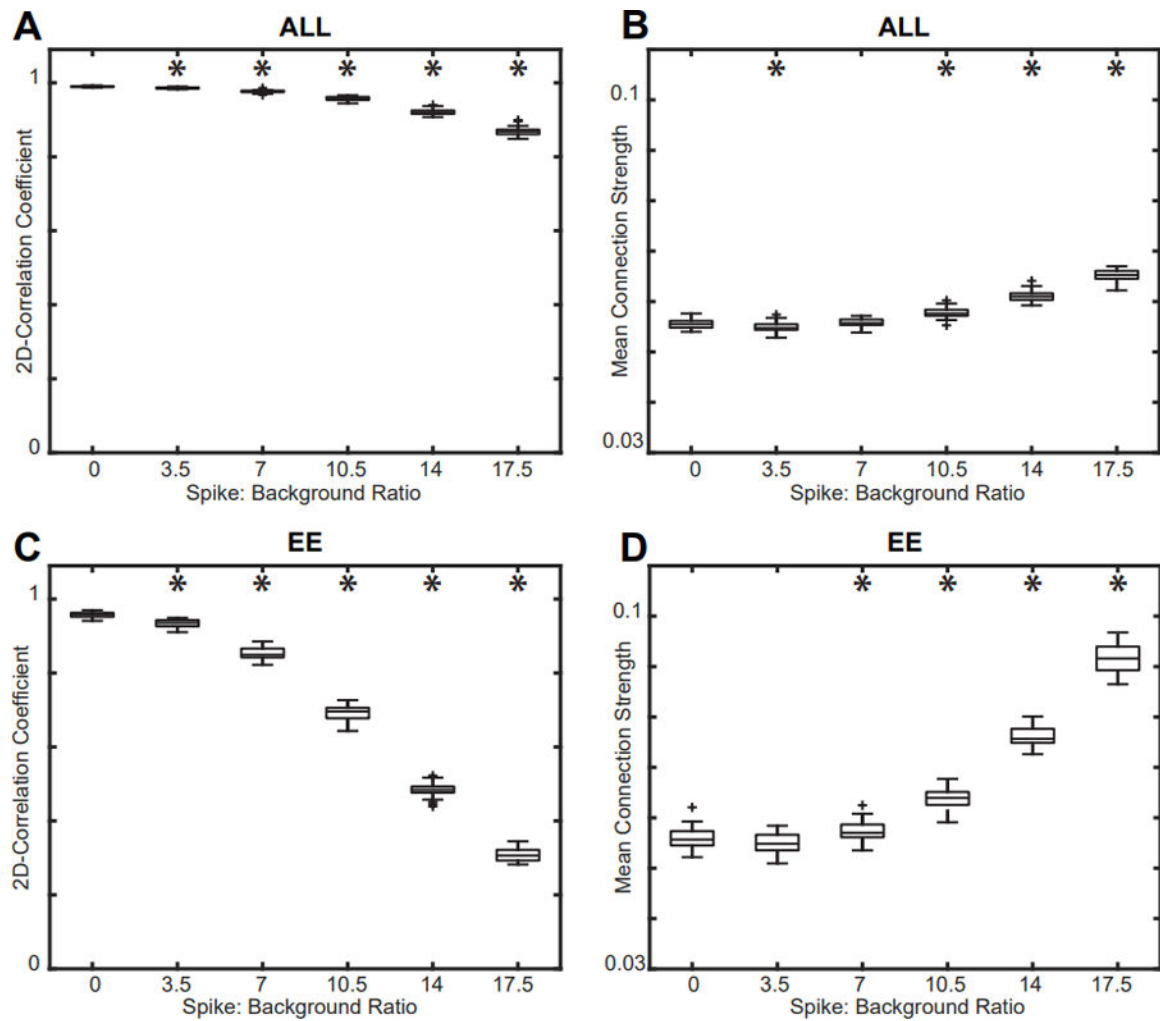 A
ALL
1
* * * * *
2D-Correlation Coefficient
0
0 3.5 7 10.5 14 17.5
Spike: Background Ratio
B
ALL
* * * *
0.1
Mean Connection Strength
0.03
0 3.5 7 10.5 14 17.5
Spike: Background Ratio
C
EE
1
* * * * *
2D-Correlation Coefficient
0
0 3.5 7 10.5 14 17.5
Spike: Background Ratio
D
EE
* * * *
0.1
Mean Connection Strength
0.03
0 3.5 7 10.5 14 17.5
Spike: Background Ratio